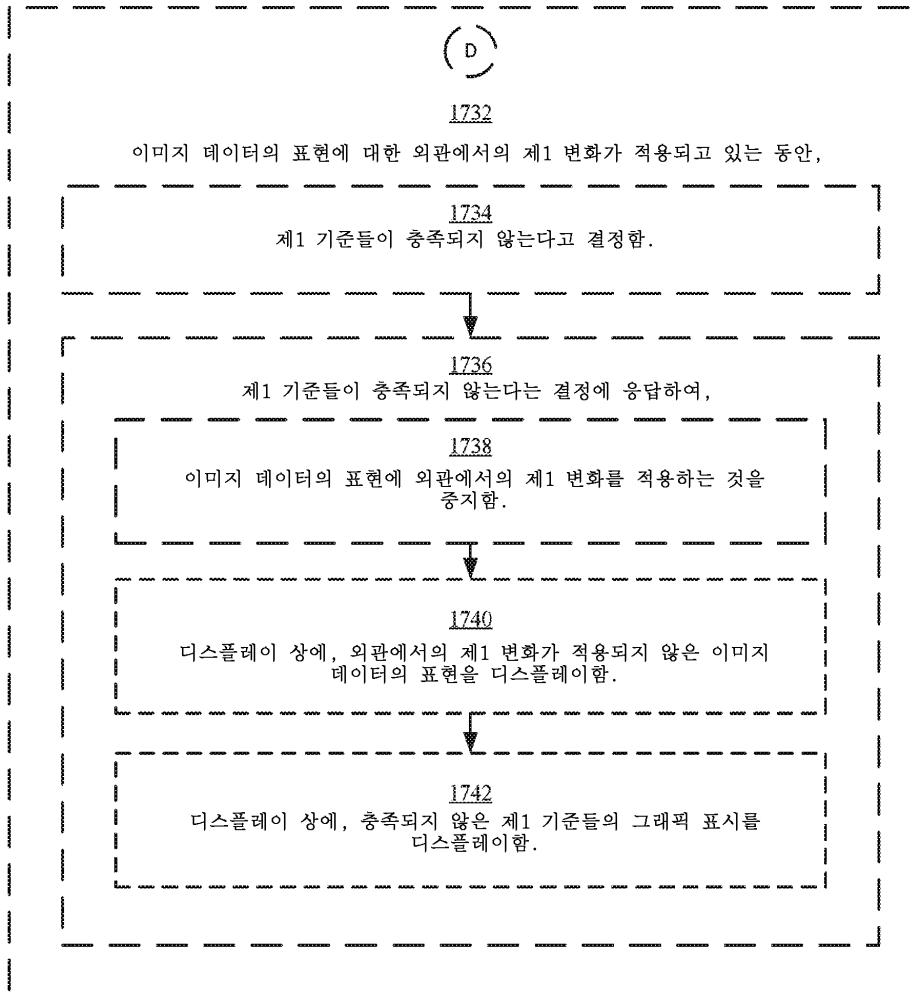 D
1732
이미지 데이터의 표현에 대한 외관에서의 제1 변화가 적용되고 있는 동안,
1734
제1 기준들이 충족되지 않는다고 결정함.
1736
제1 기준들이 충족되지 않는다는 결정에 응답하여,
1738
이미지 데이터의 표현에 외관에서의 제1 변화를 적용하는 것을
중지함.
1740
디스플레이 상에, 외관에서의 제1 변화가 적용되지 않은 이미지
데이터의 표현을 디스플레이함.
1742
디스플레이 상에, 충족되지 않은 제1 기준들의 그래픽 표시를
디스플레이함.